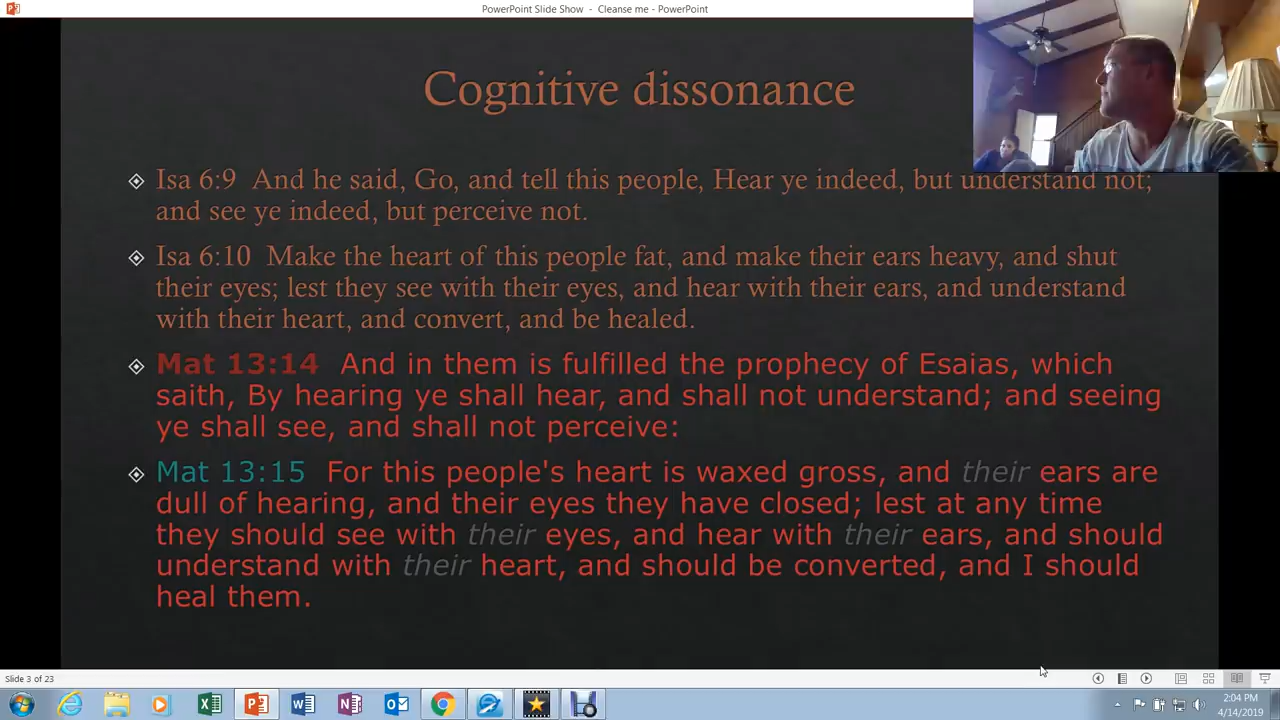 PowerPoint Slide Show - Cleanse me - PowerPoint
Cognitive dissonance
Isa 6:9 And he said, Go, and tell this people, Hear ye indeed, but understand not;
and see ye indeed, but perceive not.
Isa 6:10 Make the heart of this people fat, and make their ears heavy, and shut
their eyes; lest they see with their eyes, and hear with their ears, and understand
with their heart, and convert, and be healed.
Mat 13:14 And in them is fulfilled the prophecy of Esaias, which
saith, By hearing ye shall hear, and shall not understand; and seeing
ye shall see, and shall not perceive:
Mat 13:15 For this people's heart is waxed gross, and their ears are
dull of hearing, and their eyes they have closed; lest at any time
they should see with their eyes, and hear with their ears, and should
understand with their heart, and should be converted, and I should
heal them.
Slide 3 of 23
2:04 PM
4/14/2019